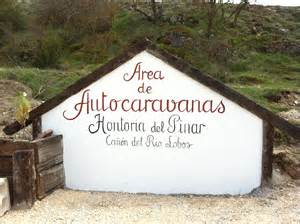 Area
de
Autocaravanas
Hontoria del Pinar
Cañón del Río Lobos